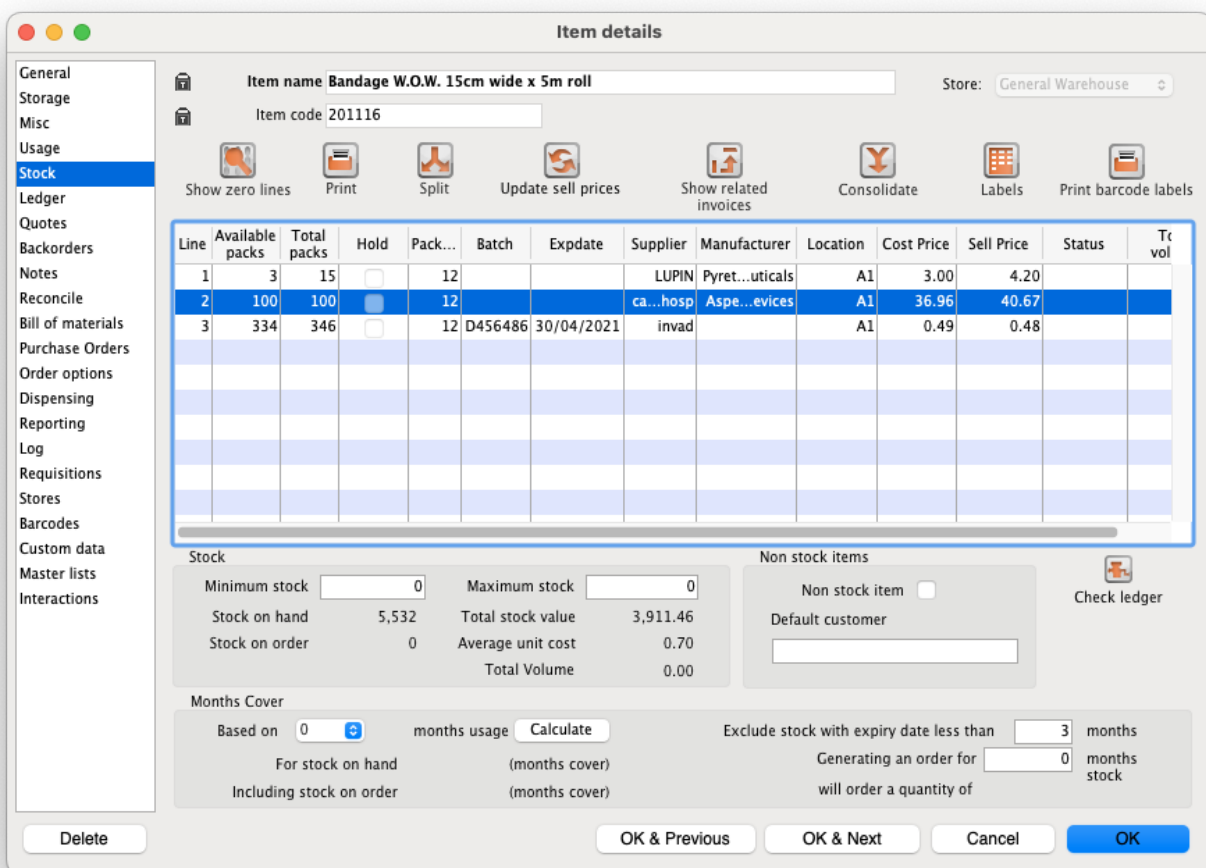 Item details
General
Storage
Misc
Usage
Stock
Ledger
Quotes
Backorders
Notes
Reconcile
Bill of materials
Purchase Orders
Order options
Dispensing
Reporting
Log
Requisitions
Stores
Barcodes
Custom data
Master lists
Interactions
Item name Bandage W.O.W. 15cm wide x 5m roll
Store: General Warehouse
Item code 201116
Show zero lines
Print
Split
Update sell prices
Show related invoices
Consolidate
Labels
Print barcode labels
Line Available packs Total packs Hold Pack... Batch Expdate Supplier Manufacturer Location Cost Price Sell Price Status
1 3 15 12 LUPIN Pyret...uticals A1 3.00 4.20
2 100 100 12 ca...hosp Aspe...evices A1 36.96 40.67
3 334 346 12 D456486 30/04/2021 invad A1 0.49 0.48
Stock
Minimum stock 0 Maximum stock 0
Stock on hand 5,532 Total stock value 3,911.46
Stock on order 0 Average unit cost 0.70
Total Volume 0.00
Non stock items
Non stock item
Default customer
Check ledger
Months Cover
Based on 0 months usage Calculate
For stock on hand (months cover)
Including stock on order (months cover)
Exclude stock with expiry date less than 3 months
Generating an order for 0 months stock
will order a quantity of
Delete
OK & Previous
OK & Next
Cancel
OK